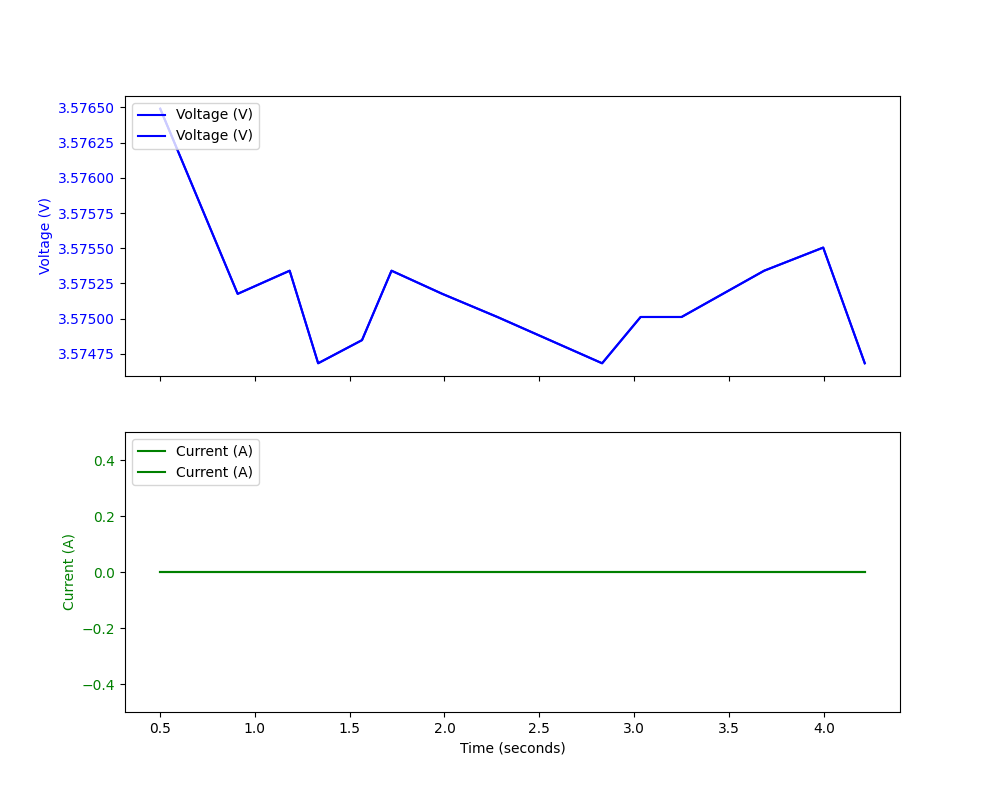 Voltage (V)
Voltage (V)
3.57650
3.57625
3.57600
3.57575
3.57550
3.57525
3.57500
3.57475
Voltage (V)
Current (A)
Current (A)
0.4
0.2
0.0
−0.2
−0.4
Current (A)
0.5 1.0 1.5 2.0 2.5 3.0 3.5 4.0
Time (seconds)